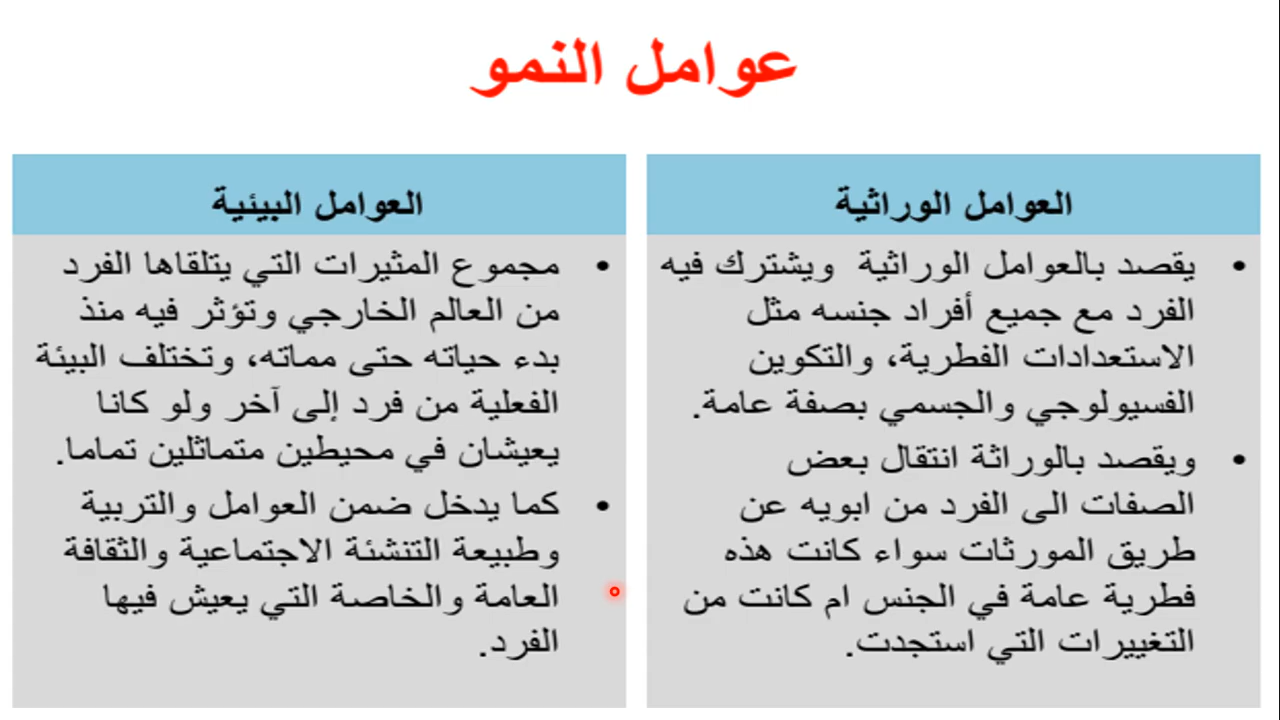 عوامل النمو
العوامل الوراثية
• يقصد بالعوامل الوراثية ويشترك فيه
الفرد مع جميع أفراد جنسه مثل
الاستعدادات الفطرية، والتكوين
الفسيولوجي والجسمي بصفة عامة.
• ويقصد بالوراثة انتقال بعض
الصفات الى الفرد من ابويه عن
طريق المورثات سواء كانت هذه
فطرية عامة في الجنس ام كانت من
التغييرات التي استجدت.
العوامل البيئية
• مجموع المثيرات التي يتلقاها الفرد
من العالم الخارجي وتؤثر فيه منذ
بدء حياته حتى مماته، وتختلف البيئة
الفعلية من فرد إلى آخر ولو كانا
يعيشان في محيطين متماثلين تماما.
• كما يدخل ضمن العوامل والتربية
وطبيعة التنشئة الاجتماعية والثقافة
العامة والخاصة التي يعيش فيها
الفرد.